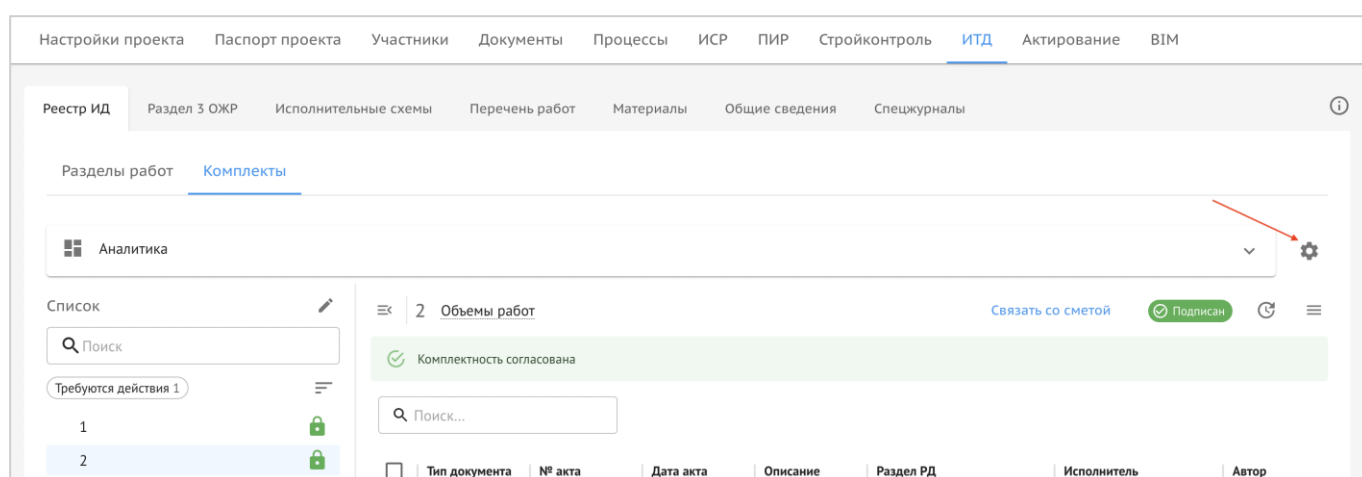 Настройки проекта Паспорт проекта Участники Документы Процессы ИСР ПИР Стройконтроль ИТД Актирование BIM
Реестр ИД Раздел 3 ОЖР Исполнительные схемы Перечень работ Материалы Общие сведения Спецжурналы
Разделы работ Комплекты
Аналитика
Список
2 Объемы работ Связать со сметой Подписан
Поиск
Комплектность согласована
Требуются действия 1
Поиск...
1
2
Тип документа № акта Дата акта Описание Раздел РД Исполнитель Автор